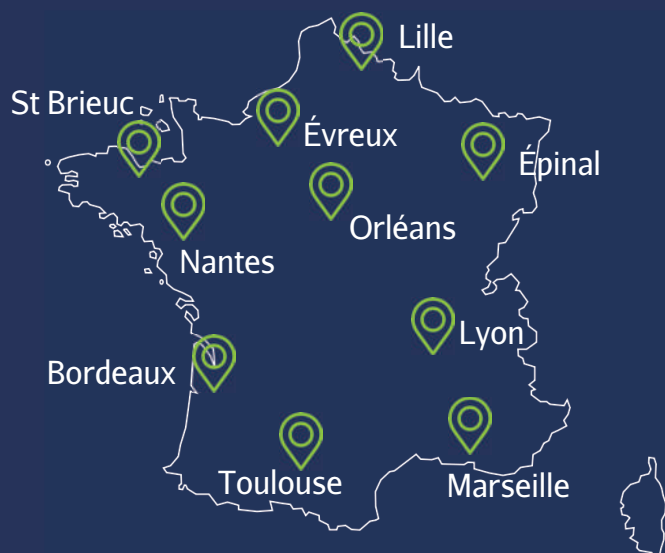 Lille
St Brieuc
Évreux
Épinal
Orléans
Nantes
Lyon
Bordeaux
Toulouse
Marseille